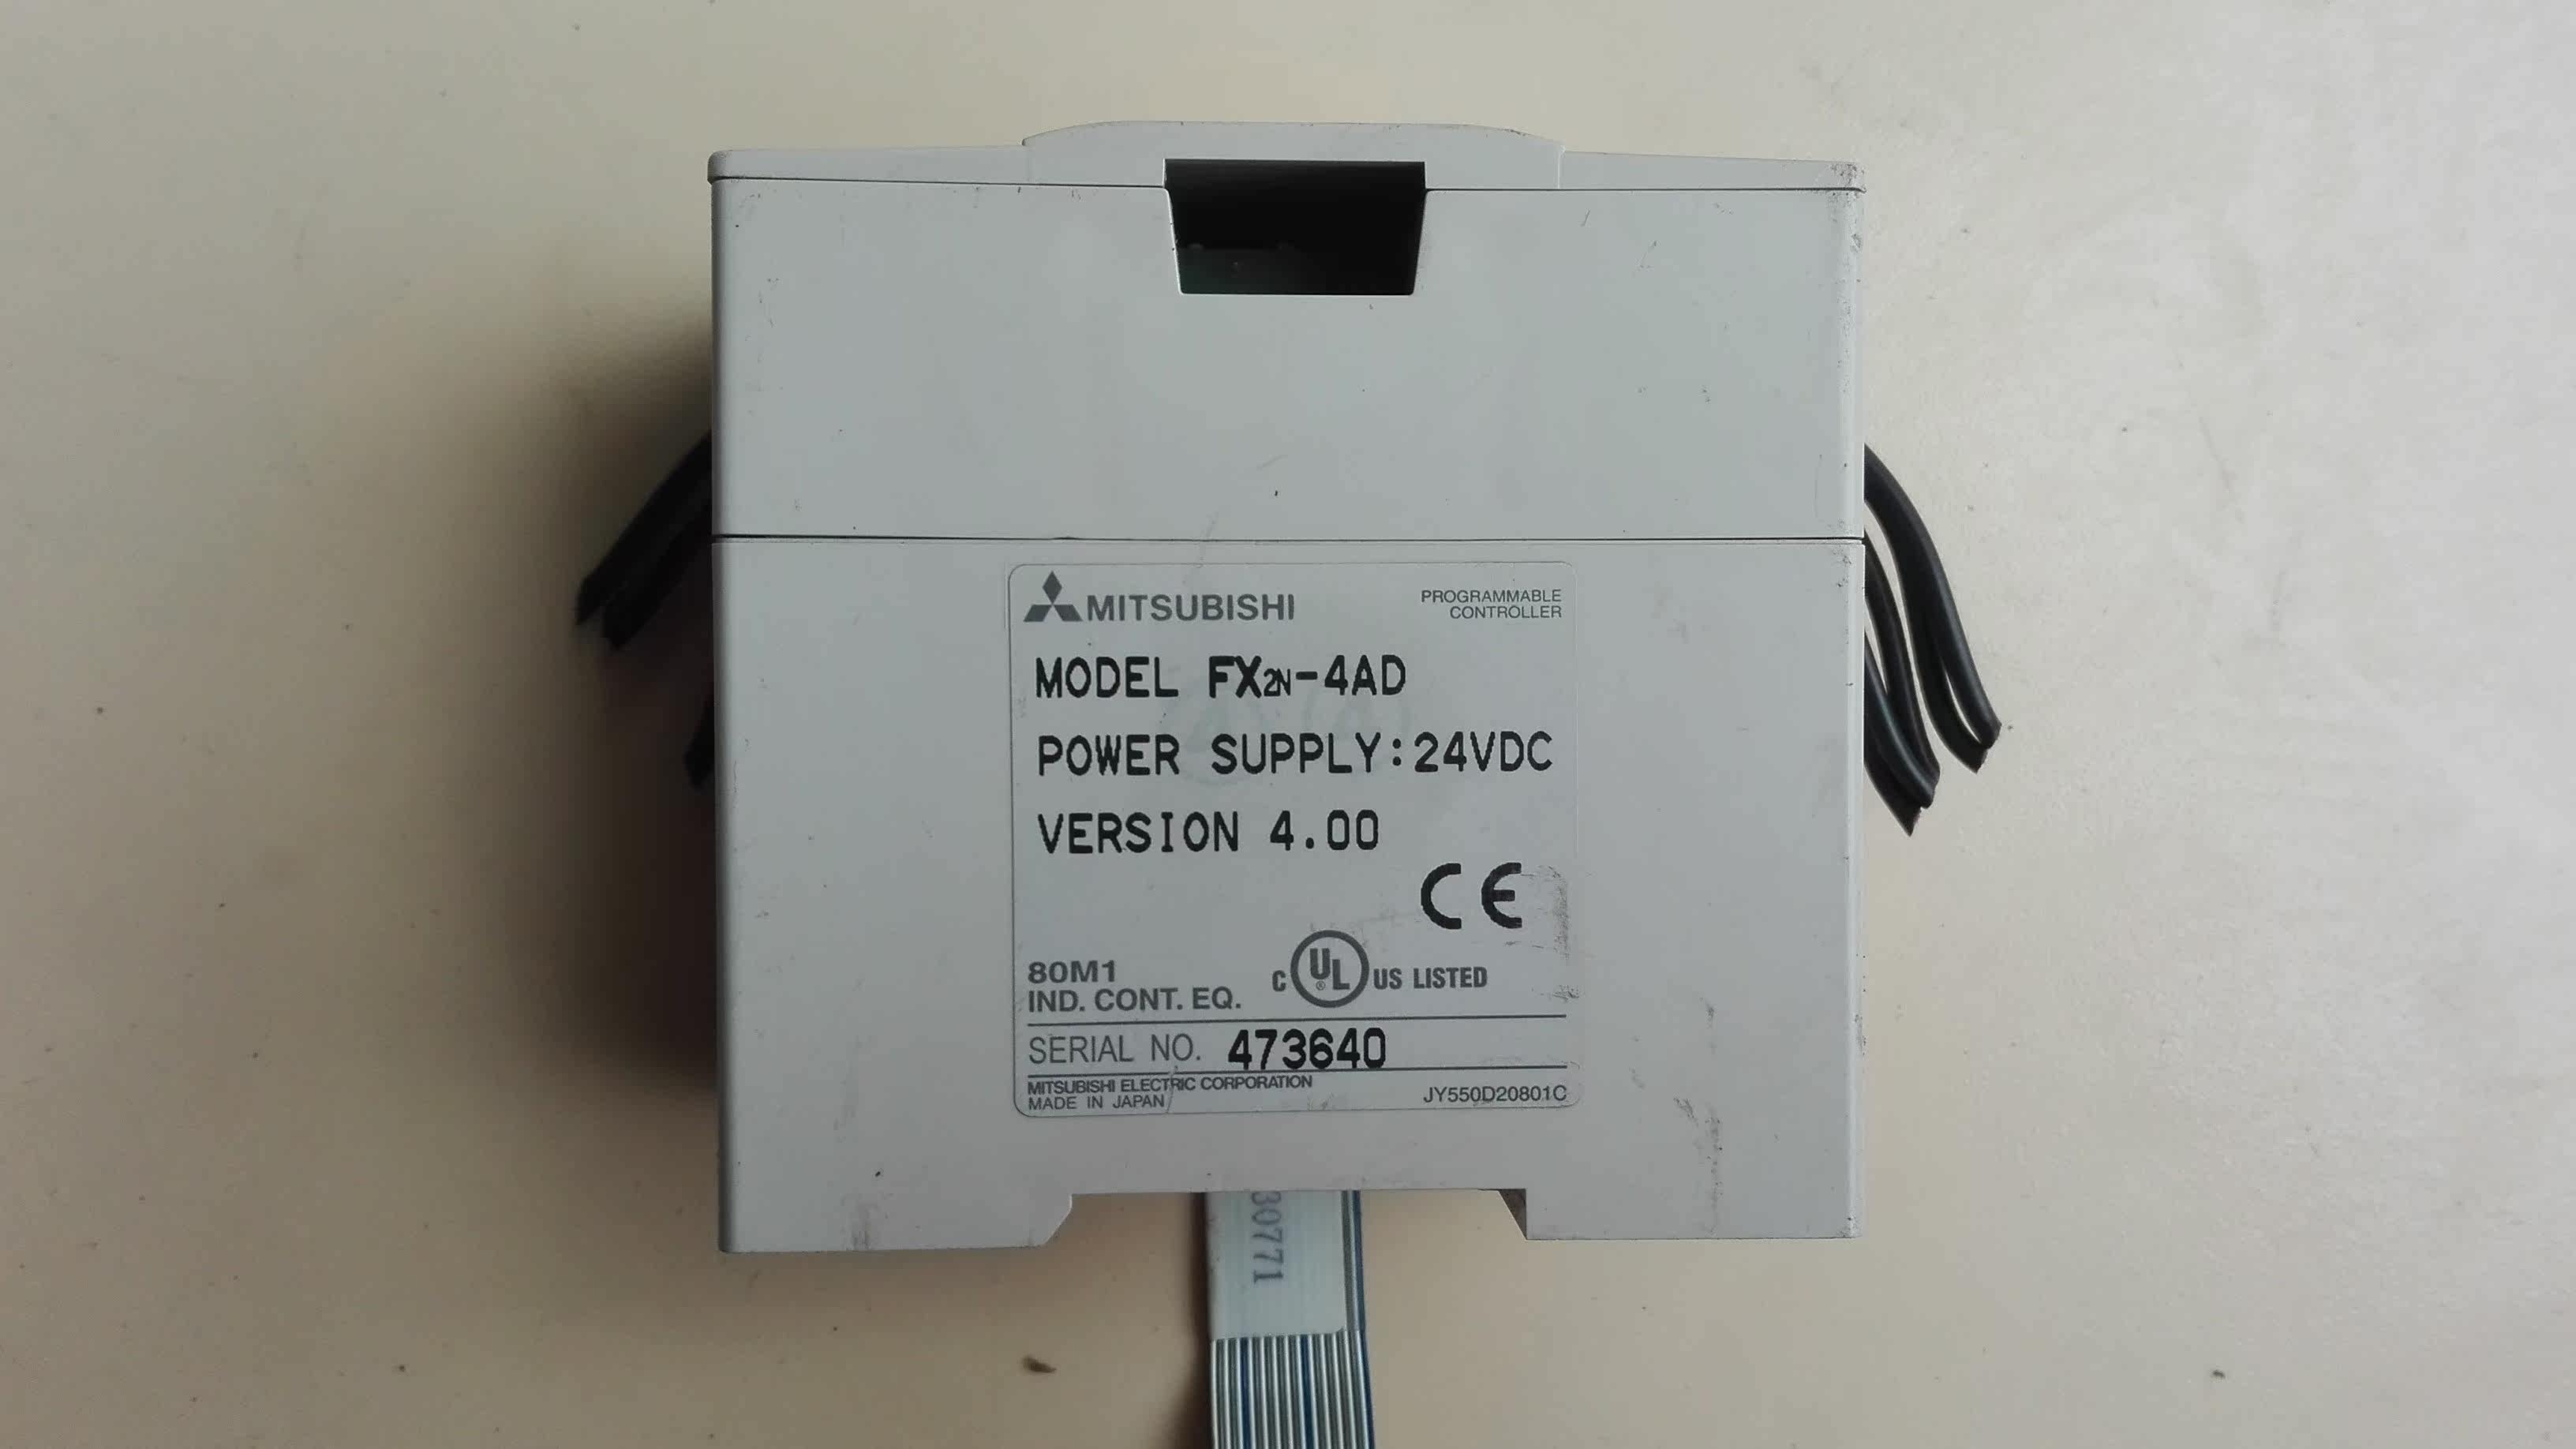 MITSUBISHI
PROGRAMMABLE
CONTROLLER
MODEL FX2N-4AD
POWER SUPPLY:24VDC
VERSION 4.00
CE
80M1
IND. CONT. EQ.
C UL® US LISTED
SERIAL NO. 473640
MITSUBISHI ELECTRIC CORPORATION
MADE IN JAPAN
JY550D20801C
30771